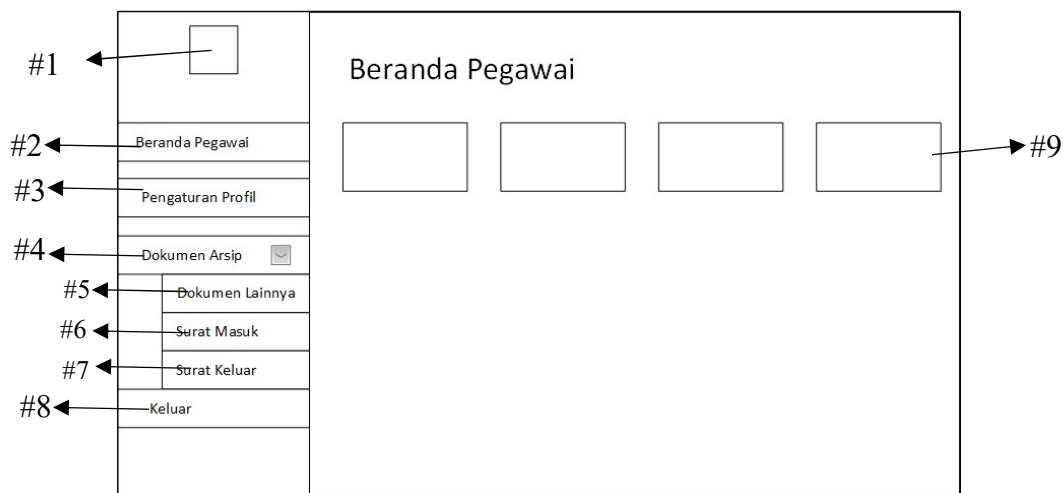 #1
Beranda Pegawai
#2
Beranda Pegawai
#9
#3
Pengaturan Profil
#4
Dokumen Arsip
#5
Dokumen Lainnya
#6
Surat Masuk
#7
Surat Keluar
#8
Keluar